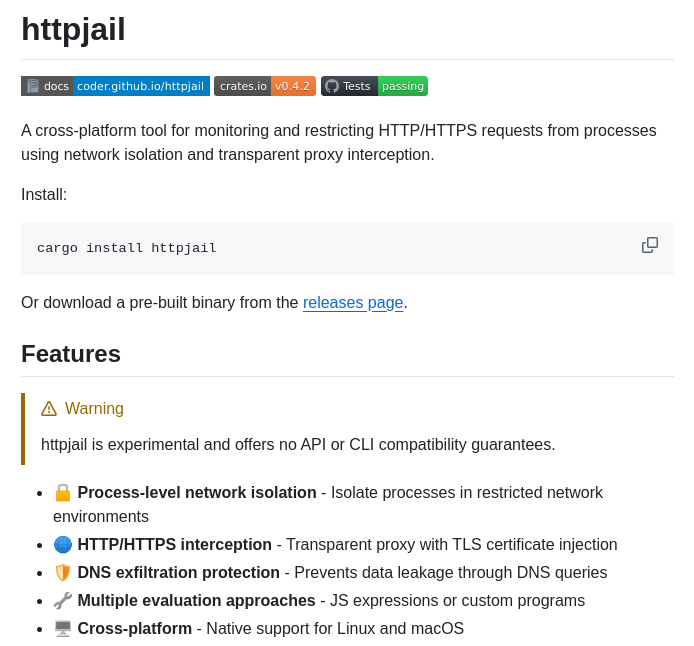 httpjail
docs coder.github.io/httpjail crates.io v0.4.2 Tests passing
A cross-platform tool for monitoring and restricting HTTP/HTTPS requests from processes
using network isolation and transparent proxy interception.
Install:
cargo install httpjail
Or download a pre-built binary from the releases page.
Features
Warning
httpjail is experimental and offers no API or CLI compatibility guarantees.
• 🔒 Process-level network isolation - Isolate processes in restricted network
environments
• 🌐 HTTP/HTTPS interception - Transparent proxy with TLS certificate injection
• 🛡️ DNS exfiltration protection - Prevents data leakage through DNS queries
• 🔧 Multiple evaluation approaches - JS expressions or custom programs
• 🖥️ Cross-platform - Native support for Linux and macOS